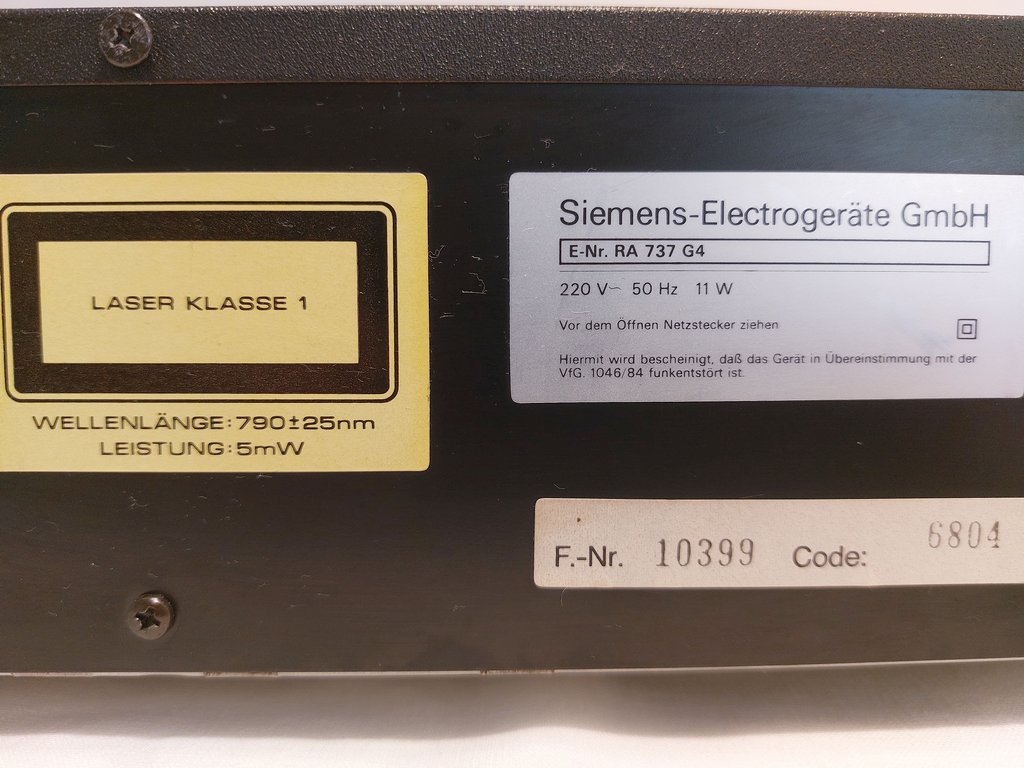 LASER KLASSE 1
WELLENLÄNGE:790±25nm
LEISTUNG:5mW
Siemens-Electrogeräte GmbH
E-Nr. RA 737 G4
220 V~ 50 Hz 11 W
Vor dem Öffnen Netzstecker ziehen
Hiermit wird bescheinigt, daß das Gerät in Übereinstimmung mit der
VfG. 1046/84 funkentstört ist.
F.-Nr. 10399 Code: 6804